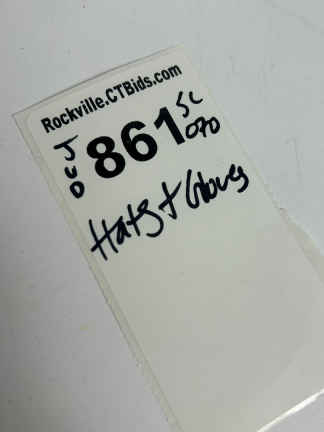 Rockville.CTBids.com
JUD 861 SC 070
Hats + Gloves